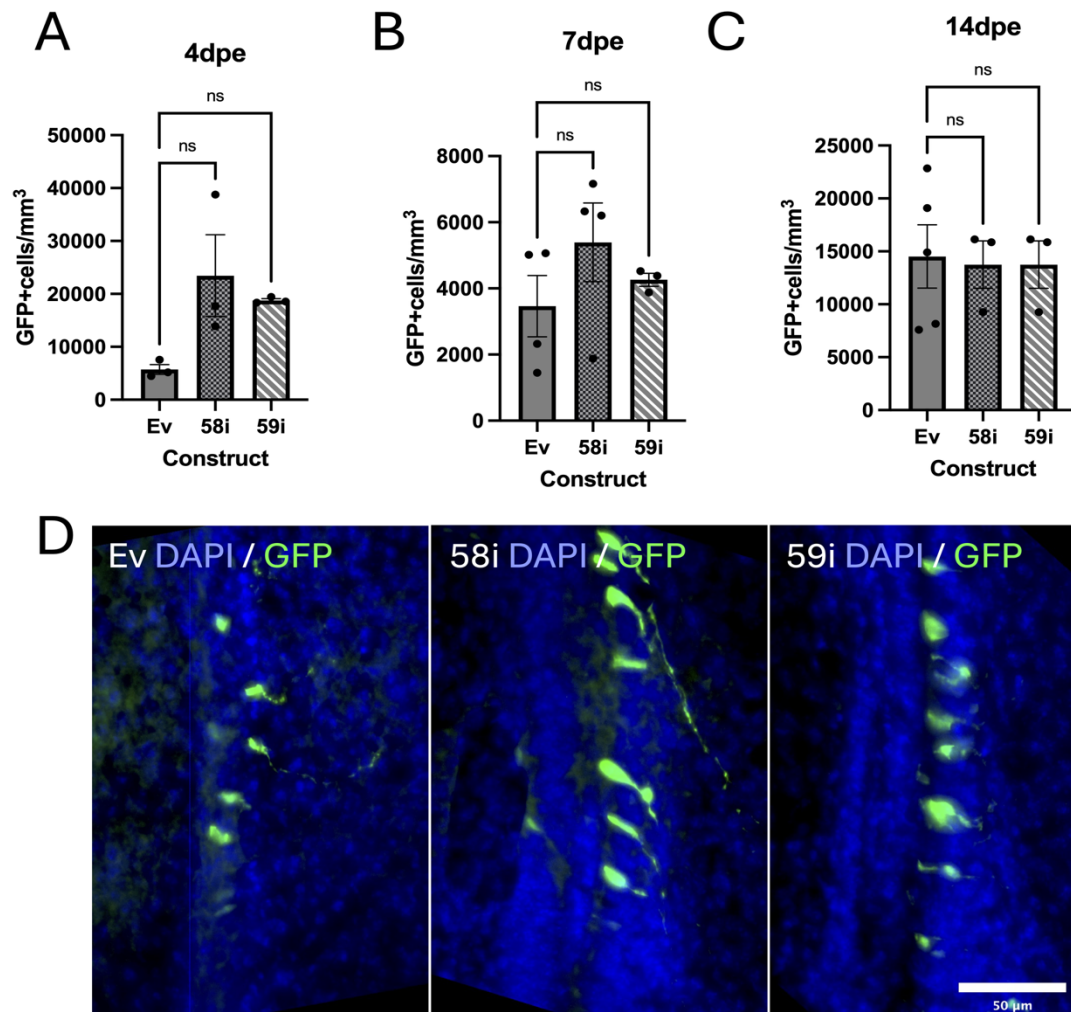 A
4dpe
ns
ns
50000
40000
30000
20000
10000
0
GFP+cells/mm³
Ev 58i 59i
Construct
B
7dpe
ns
ns
8000
6000
4000
2000
0
GFP+cells/mm³
Ev 58i 59i
Construct
C
14dpe
ns
ns
25000
20000
15000
10000
5000
0
GFP+cells/mm³
Ev 58i 59i
Construct
D
Ev DAPI / GFP
58i DAPI / GFP
59i DAPI / GFP
50 μm